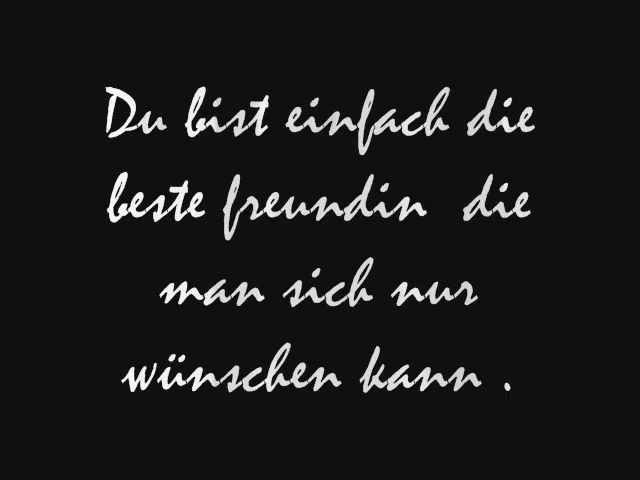 Du bist einfach die
beste freundin die
man sich nur
wünschen kann .